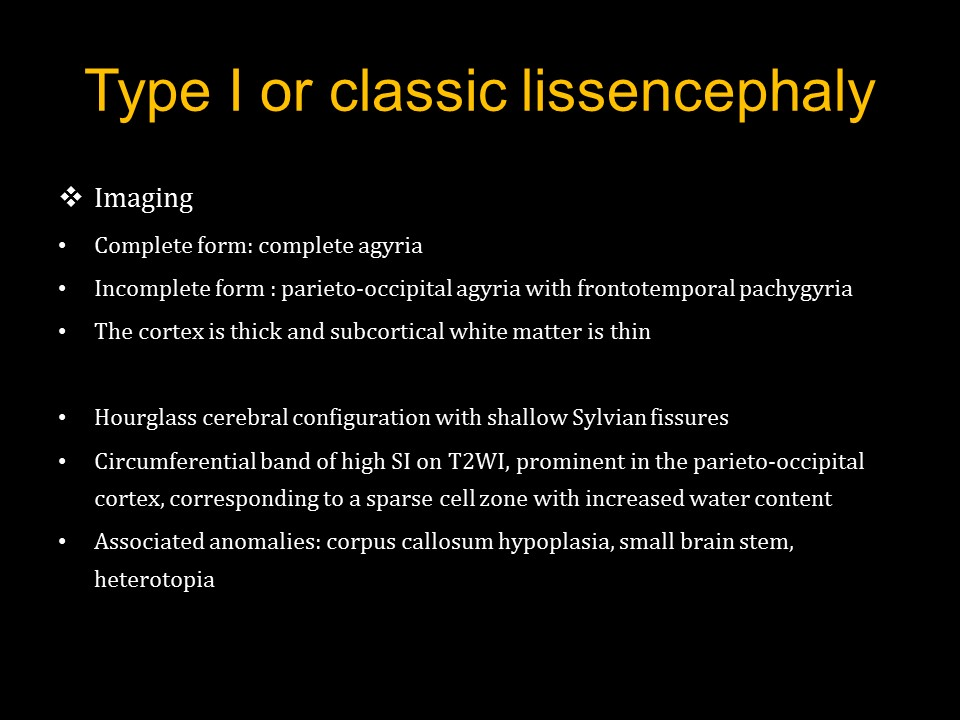 Type I or classic lissencephaly
❖ Imaging
• Complete form: complete agyria
• Incomplete form : parieto-occipital agyria with frontotemporal pachygyria
• The cortex is thick and subcortical white matter is thin
• Hourglass cerebral configuration with shallow Sylvian fissures
• Circumferential band of high SI on T2WI, prominent in the parieto-occipital
cortex, corresponding to a sparse cell zone with increased water content
• Associated anomalies: corpus callosum hypoplasia, small brain stem,
heterotopia